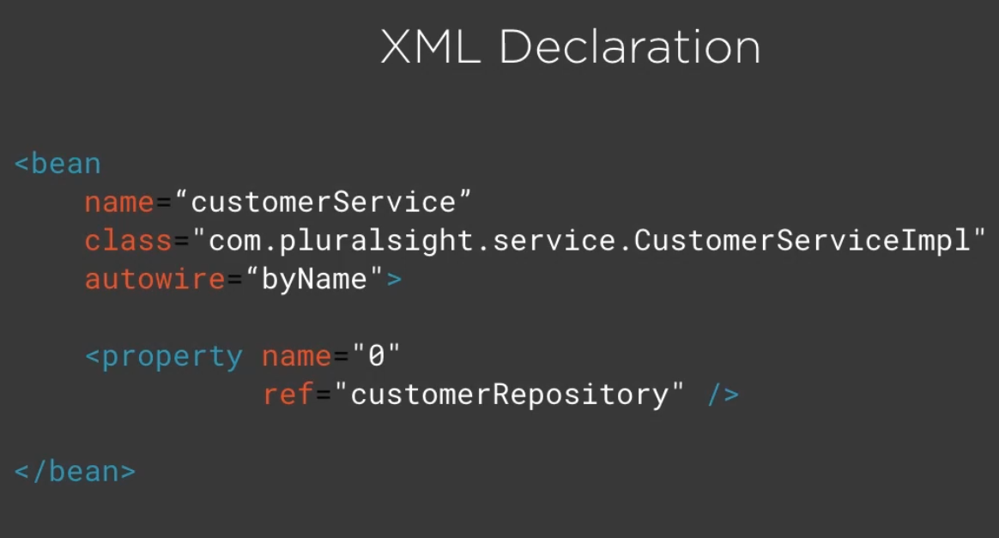 XML Declaration
<bean
name=“customerService”
class="com.pluralsight.service.CustomerServiceImpl"
autowire=“byName">
<property name="0"
ref="customerRepository" />
</bean>